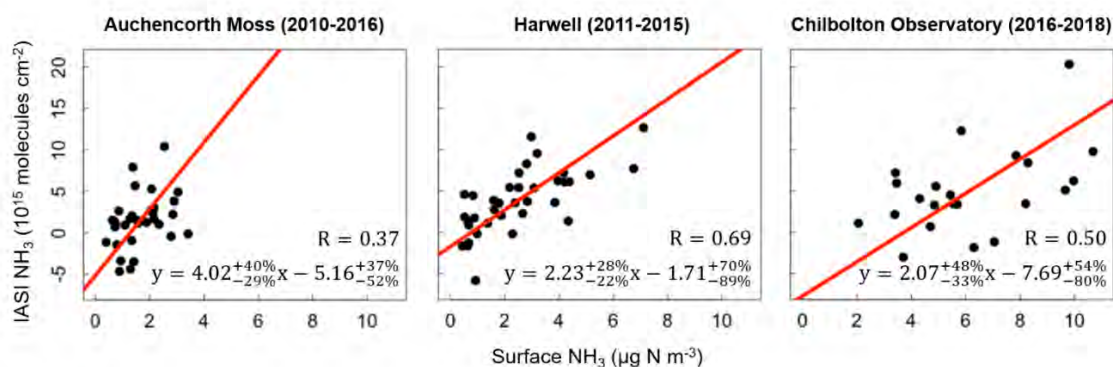 Auchencorth Moss (2010-2016)
Harwell (2011-2015)
Chilbolton Observatory (2016-2018)
IASI NH₃ (10¹⁵ molecules cm⁻²)
20
15
10
5
0
-5
R = 0.37
y = 4.02⁺⁴⁰%₋₂₉%x − 5.16⁺³⁷%₋₅₂%
R = 0.69
y = 2.23⁺²⁸%₋₂₂%x − 1.71⁺⁷⁰%₋₈₉%
R = 0.50
y = 2.07⁺⁴⁸%₋₃₃%x − 7.69⁺⁵⁴%₋₈₀%
0 2 4 6 8 10
0 2 4 6 8 10
0 2 4 6 8 10
Surface NH₃ (µg N m⁻³)